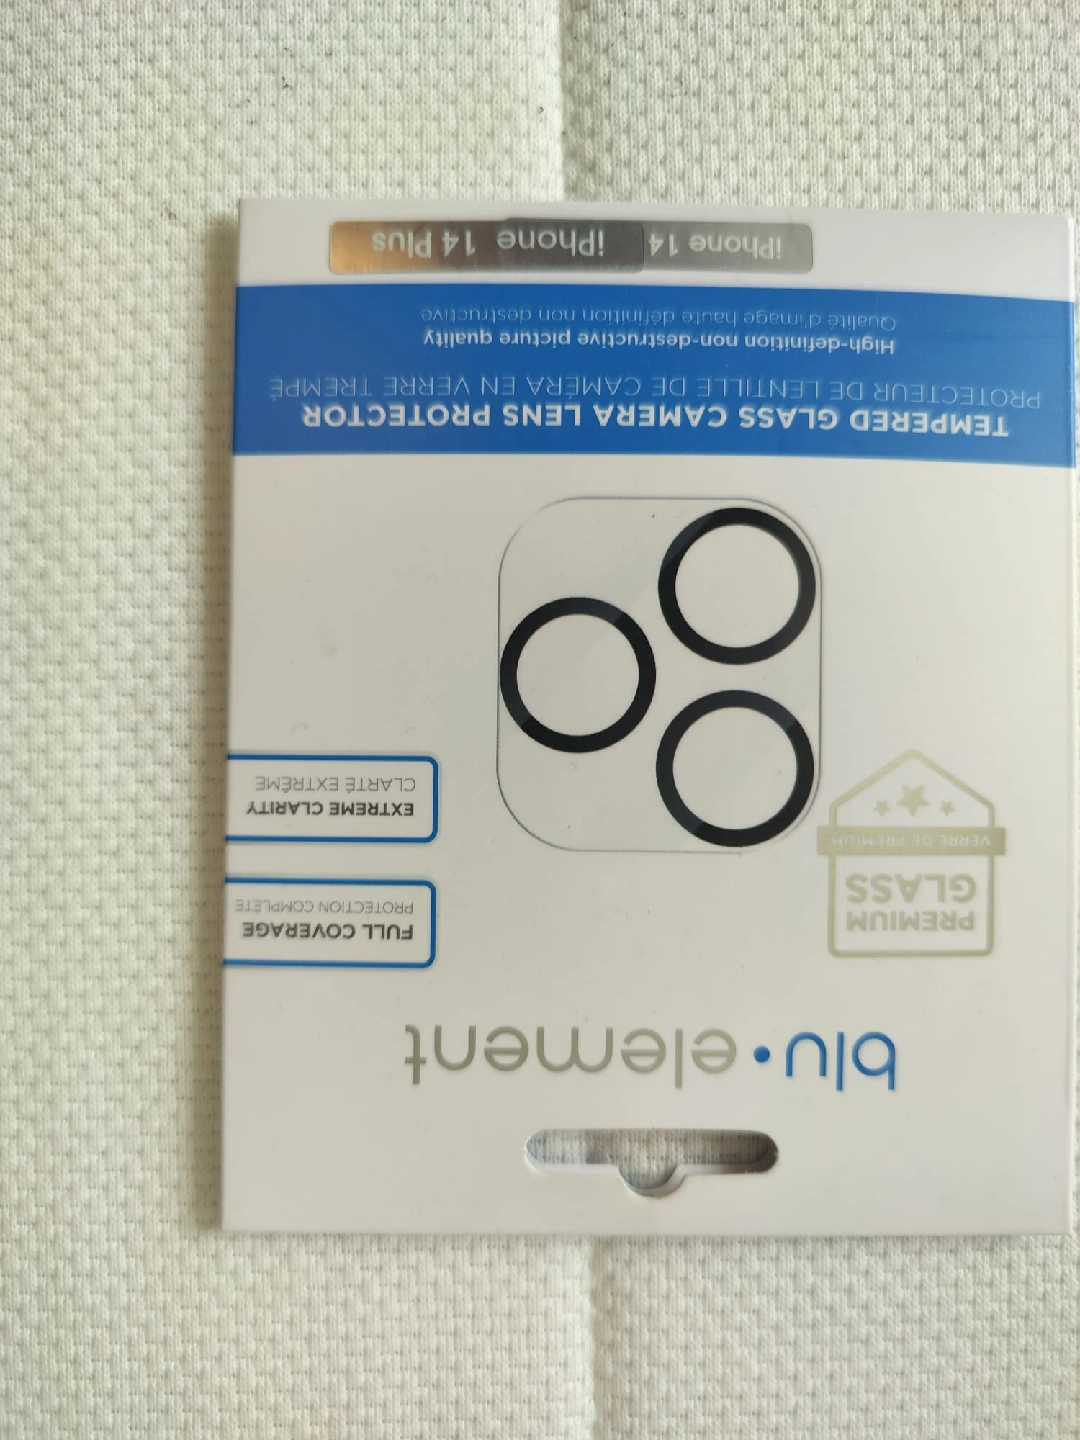 blu•element
PREMIUM
GLASS
VERRE DE PREMIUM
FULL COVERAGE
PROTECTION COMPLÈTE
EXTREME CLARITY
CLARTÉ EXTRÊME
TEMPERED GLASS CAMERA LENS PROTECTOR
PROTECTEUR DE LENTILLE DE CAMÉRA EN VERRE TREMPÉ
High-definition non-destructive picture quality
Qualité d'image haute définition non destructive
iPhone 14 iPhone 14 Plus